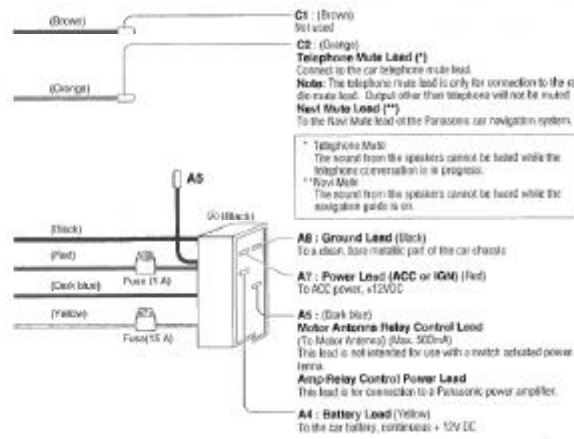 (Brown)
C1 : (Brown)
Not used
C2 : (Orange)
Telephone Mute Lead (*)
Connect to the car telephone mute lead.
(Orange)
Note: The telephone mute lead is only for connection to the ra
dio mute lead. Output other than telephone will not be muted
Navi Mute Lead (**)
To the Navi Mute lead of the Panasonic car navigation system.
* Telephone Mute
The sound from the speakers cannot be heard while the
telephone conversation is in progress.
**Navi Mute
The sound from the speakers cannot be heard while the
navigation guide is on.
A5
(Black)
(Black)
A8 : Ground Lead (Black)
To a clean, bare metallic part of the car chassis
(Red)
Fuse (1 A)
A7 : Power Lead (ACC or IGN) (Red)
To ACC power, +12VDC
(Dark blue)
A5 : (Dark blue)
Motor Antenna Relay Control Lead
(To Motor Antenna) (Max. 500mA)
This lead is not intended for use with a switch actuated power
tenna.
(Yellow)
Fuse(15 A)
Amp Relay Control Power Lead
This lead is for connection to a Panasonic power amplifier.
A4 : Battery Lead (Yellow)
To the car battery, continuous + 12V DC